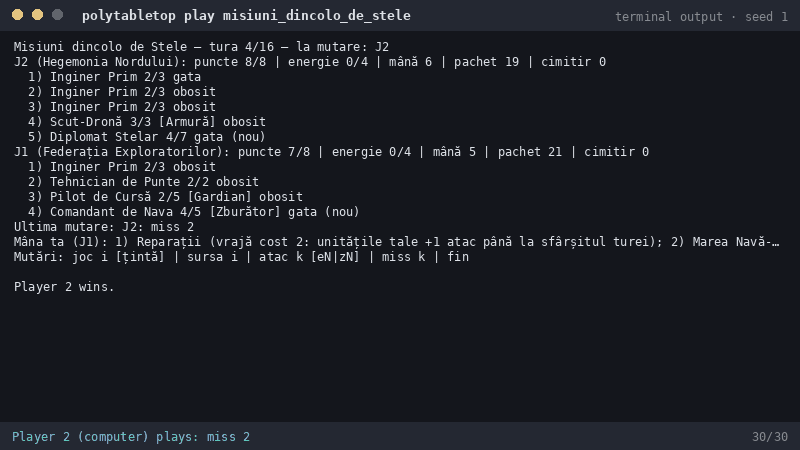 polytabletop play misiuni_dincolo_de_stele
terminal output · seed 1
Misiuni dincolo de Stele — tura 4/16 — la mutare: J2
J2 (Hegemonia Nordului): puncte 8/8 | energie 0/4 | mână 6 | pachet 19 | cimitir 0
1) Inginer Prim 2/3 gata
2) Inginer Prim 2/3 obosit
3) Inginer Prim 2/3 obosit
4) Scut-Dronă 3/3 [Armură] obosit
5) Diplomat Stelar 4/7 gata (nou)
J1 (Federația Exploratorilor): puncte 7/8 | energie 0/4 | mână 5 | pachet 21 | cimitir 0
1) Inginer Prim 2/3 obosit
2) Tehnician de Punte 2/2 obosit
3) Pilot de Cursă 2/5 [Gardian] obosit
4) Comandant de Nava 4/5 [Zburător] gata (nou)
Ultima mutare: J2: miss 2
Mâna ta (J1): 1) Reparații (vrajă cost 2: unitățile tale +1 atac până la sfârșitul turei); 2) Marea Navă-…
Mutări: joc i [țintă] | sursa i | atac k [eN|zN] | miss k | fin
Player 2 wins.
Player 2 (computer) plays: miss 2
30/30